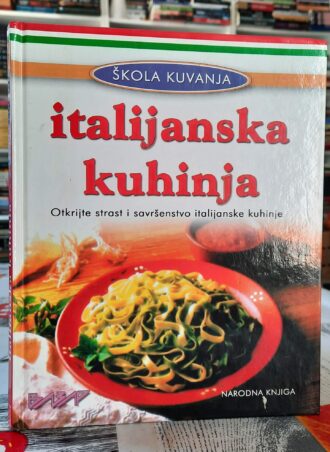 ŠKOLA KUVANJA
italijanska
kuhinja
Otkrijte strast i savršenstvo italijanske kuhinje
NARODNA KNJIGA